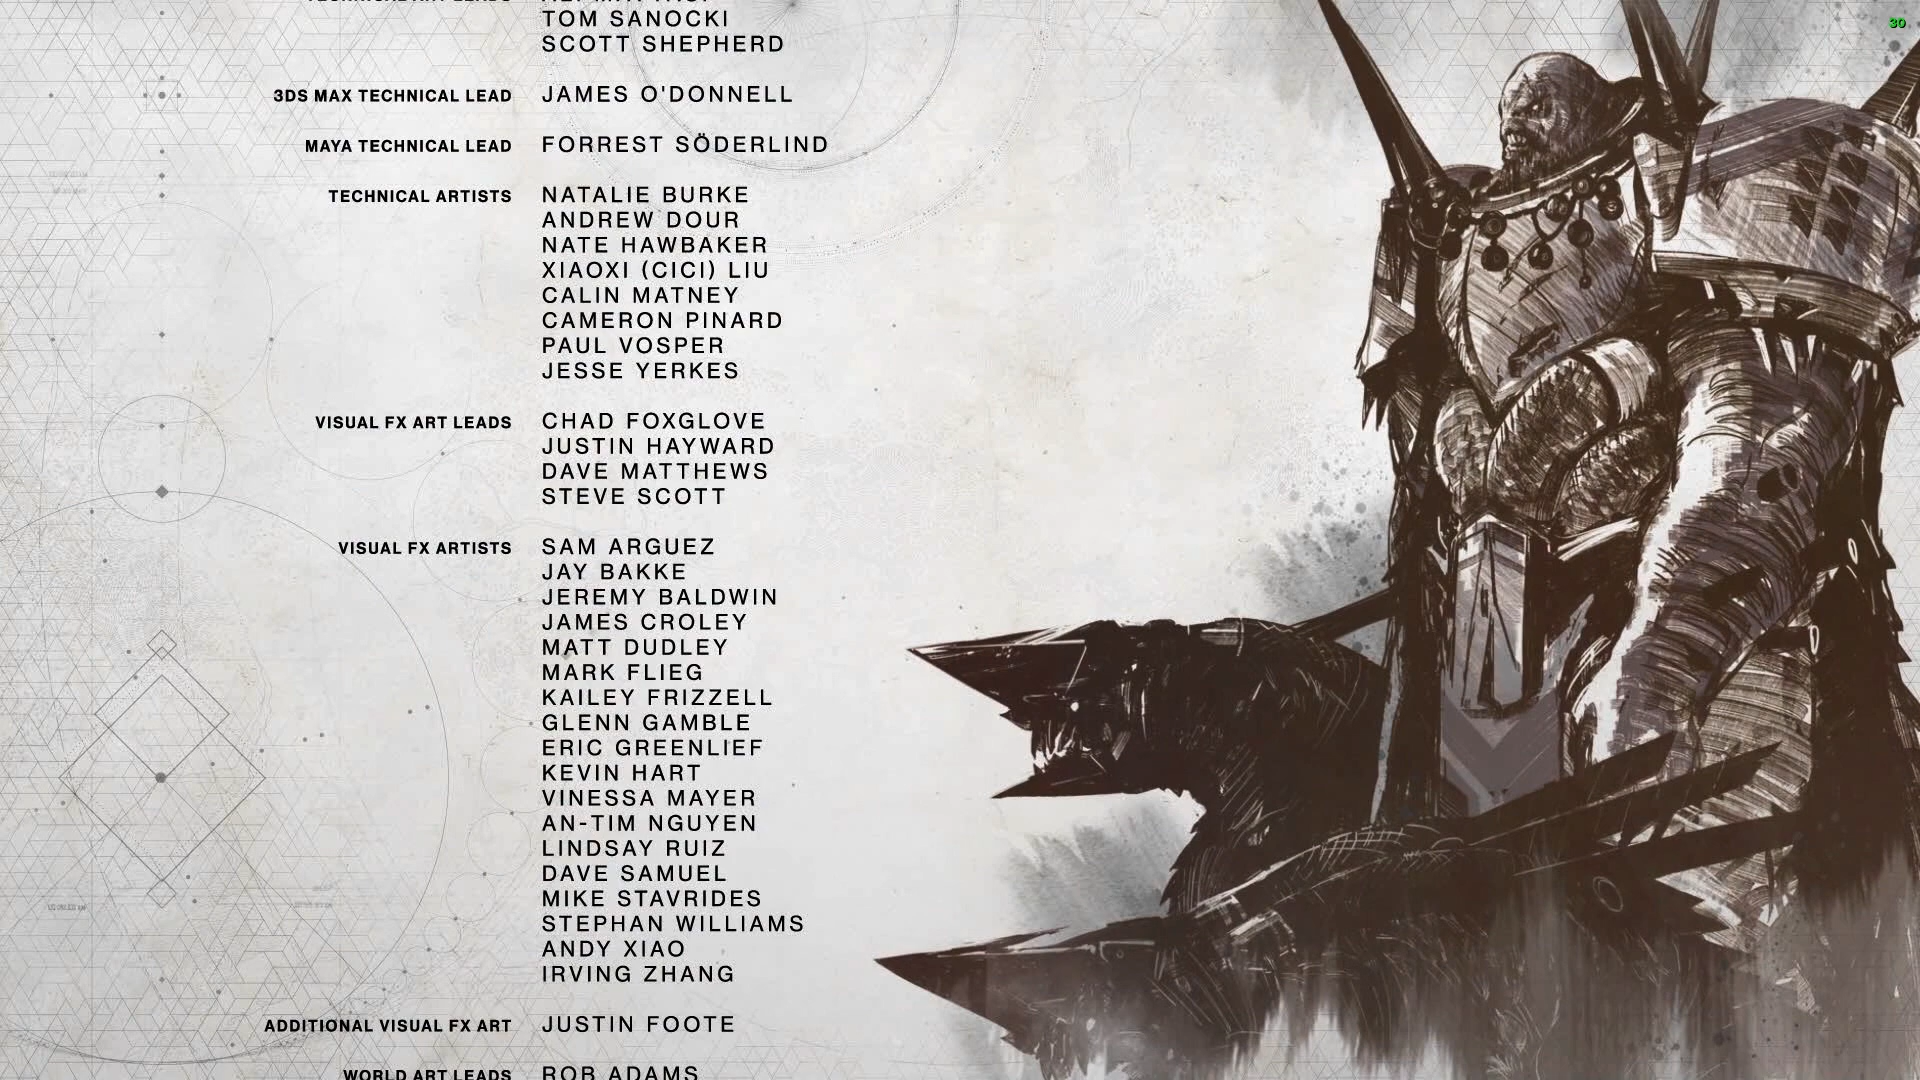 TOM SANOCKI
SCOTT SHEPHERD
3DS MAX TECHNICAL LEAD JAMES O'DONNELL
MAYA TECHNICAL LEAD FORREST SÖDERLIND
TECHNICAL ARTISTS NATALIE BURKE
ANDREW DOUR
NATE HAWBAKER
XIAOXI (CICI) LIU
CALIN MATNEY
CAMERON PINARD
PAUL VOSPER
JESSE YERKES
VISUAL FX ART LEADS CHAD FOXGLOVE
JUSTIN HAYWARD
DAVE MATTHEWS
STEVE SCOTT
VISUAL FX ARTISTS SAM ARGUEZ
JAY BAKKE
JEREMY BALDWIN
JAMES CROLEY
MATT DUDLEY
MARK FLIEG
KAILEY FRIZZELL
GLENN GAMBLE
ERIC GREENLIEF
KEVIN HART
VINESSA MAYER
AN-TIM NGUYEN
LINDSAY RUIZ
DAVE SAMUEL
MIKE STAVRIDES
STEPHAN WILLIAMS
ANDY XIAO
IRVING ZHANG
ADDITIONAL VISUAL FX ART JUSTIN FOOTE
WORLD ART LEADS ROB ADAMS
30